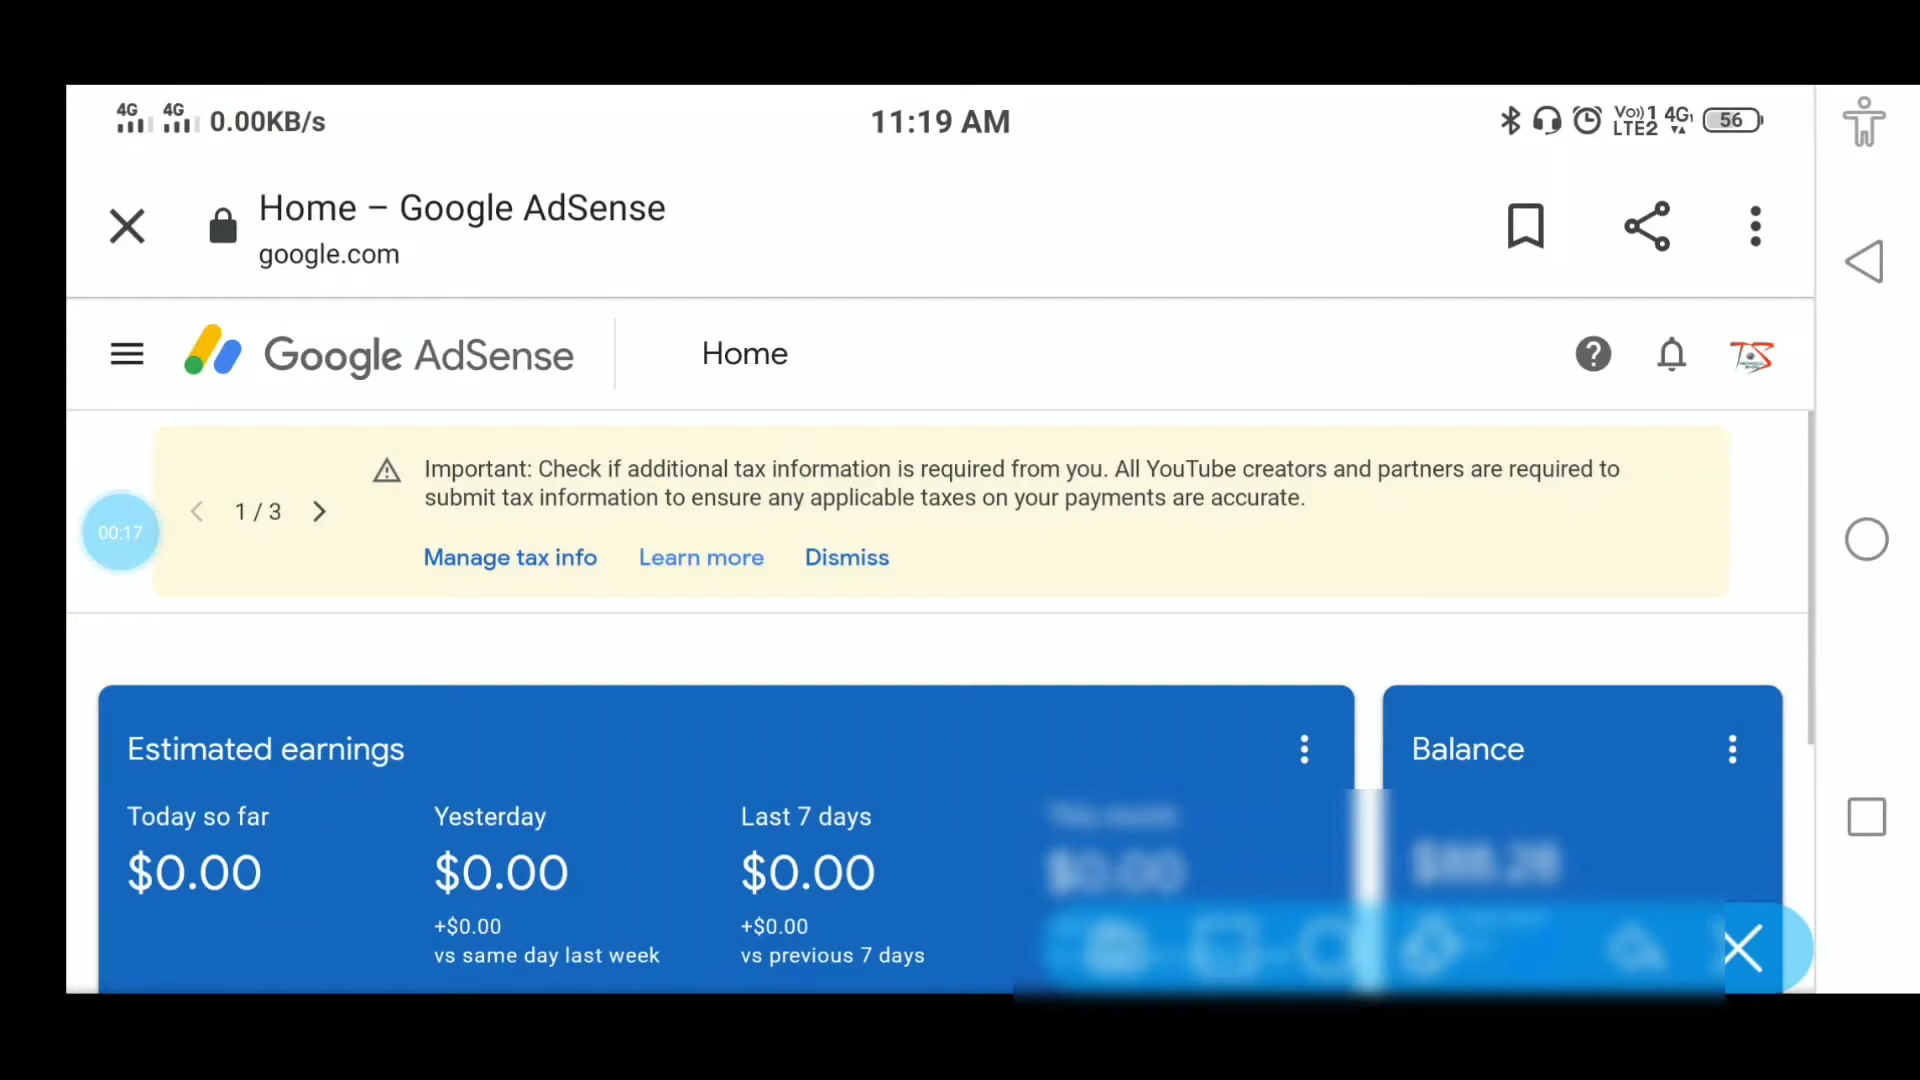 4G 4G 0.00KB/s
11:19 AM
Vo)) 1 4G
LTE2
56
Home – Google AdSense
google.com
Google AdSense
Home
Important: Check if additional tax information is required from you. All YouTube creators and partners are required to
submit tax information to ensure any applicable taxes on your payments are accurate.
1 / 3
00:17
Manage tax info
Learn more
Dismiss
Estimated earnings
Balance
Today so far
Yesterday
Last 7 days
$0.00
$0.00
$0.00
$0.00
+$0.00
+$0.00
vs same day last week
vs previous 7 days